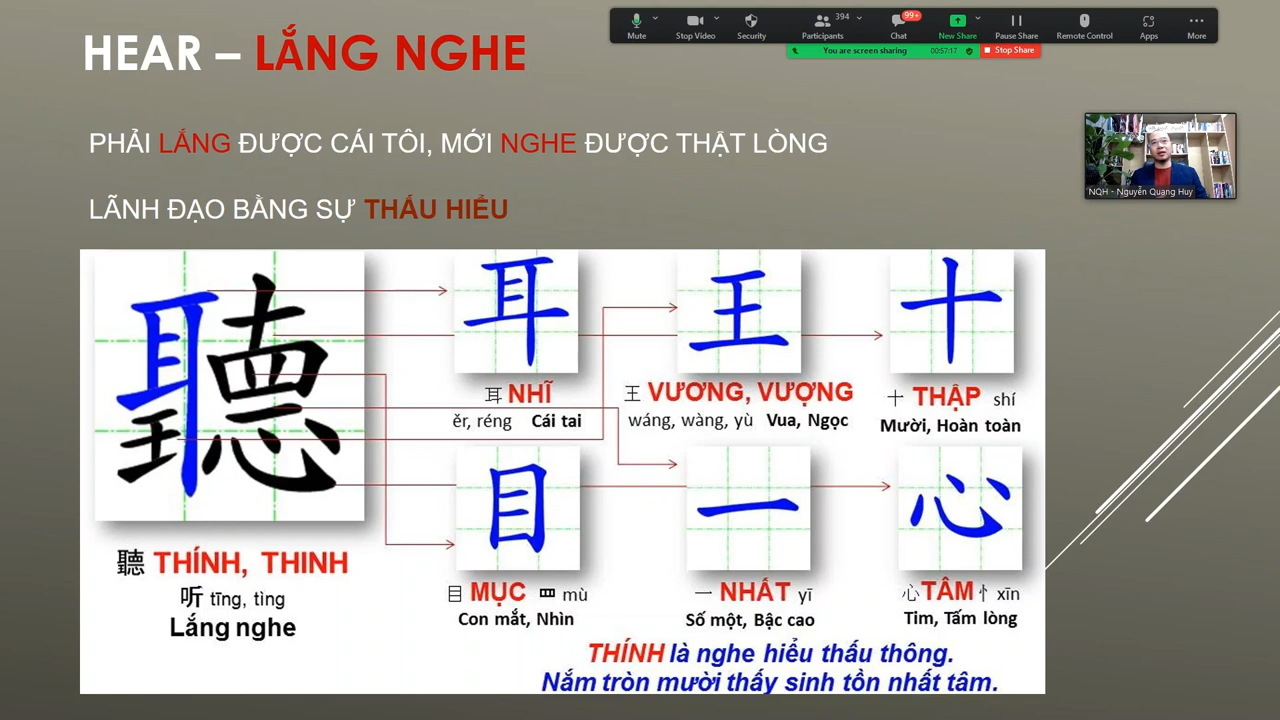 HEAR – LẮNG NGHE
394
99+
Mute
Stop Video
Security
Participants
Chat
New Share
Pause Share
Remote Control
Apps
More
You are screen sharing
00:57:17
Stop Share
PHẢI LẮNG ĐƯỢC CÁI TÔI, MỚI NGHE ĐƯỢC THẬT LÒNG
NQH - Nguyễn Quang Huy
LÃNH ĐẠO BẰNG SỰ THẤU HIỂU
聽
耳
王
十
耳 NHĨ
ěr, réng Cái tai
王 VƯƠNG, VƯỢNG
wáng, wàng, yù Vua, Ngọc
十 THẬP shí
Mười, Hoàn toàn
目
一
心
聽 THÍNH, THINH
听 tīng, tìng
Lắng nghe
目 MỤC 罒 mù
Con mắt, Nhìn
一 NHẤT yī
Số một, Bậc cao
心 TÂM 忄 xīn
Tim, Tấm lòng
THÍNH là nghe hiểu thấu thông.
Nắm tròn mười thấy sinh tồn nhất tâm.